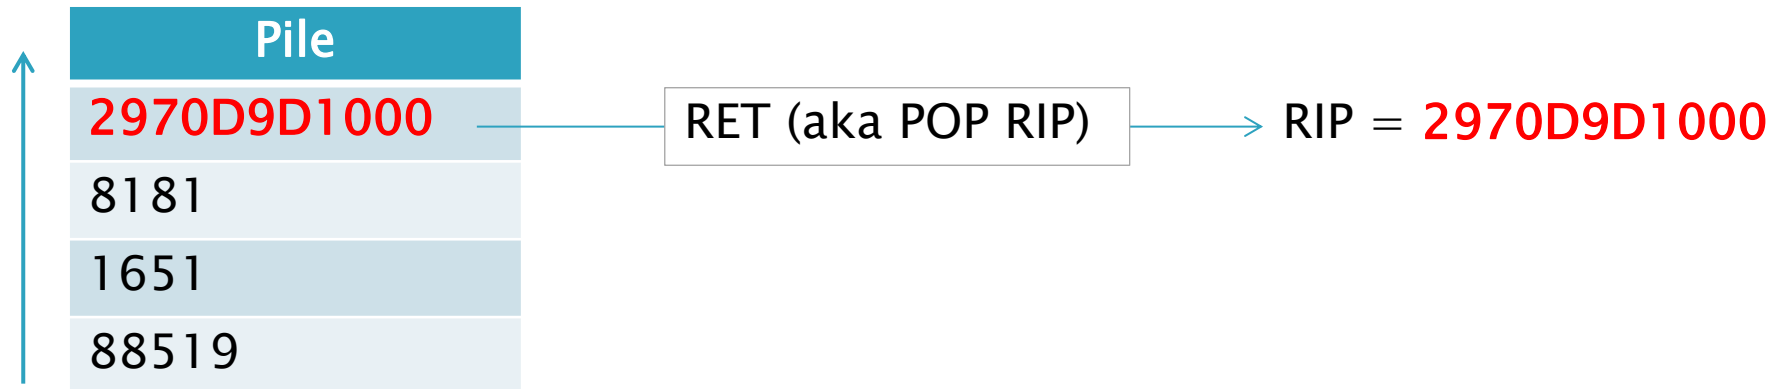 Pile
2970D9D1000
RET (aka POP RIP)
RIP = 2970D9D1000
8181
1651
88519